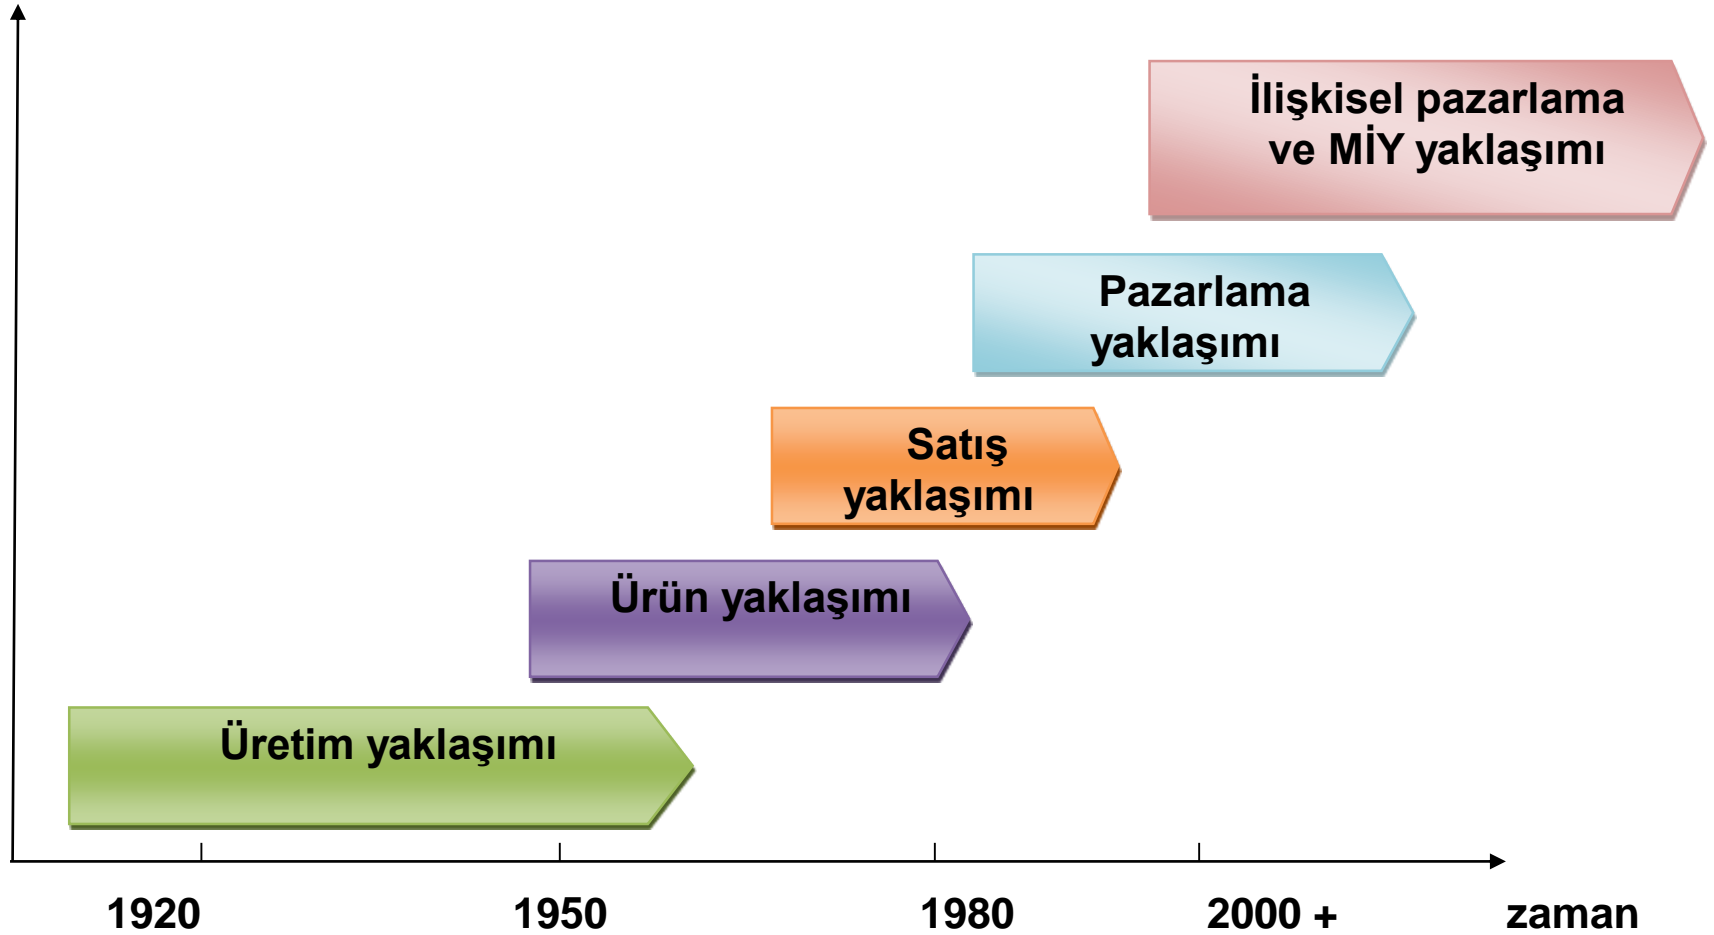 İlişkisel pazarlama
ve MİY yaklaşımı
Pazarlama
yaklaşımı
Satış
yaklaşımı
Ürün yaklaşımı
Üretim yaklaşımı
1920 1950 1980 2000 + zaman